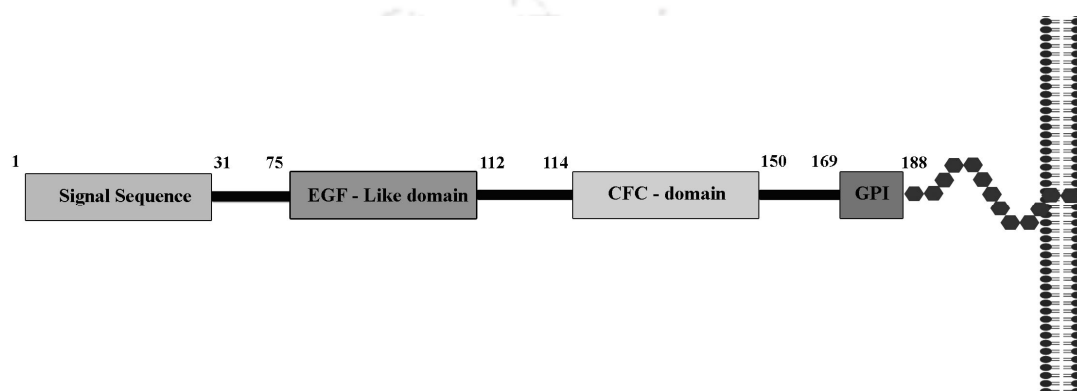 1 31 75 112 114 150 169 188
Signal Sequence EGF - Like domain CFC - domain GPI